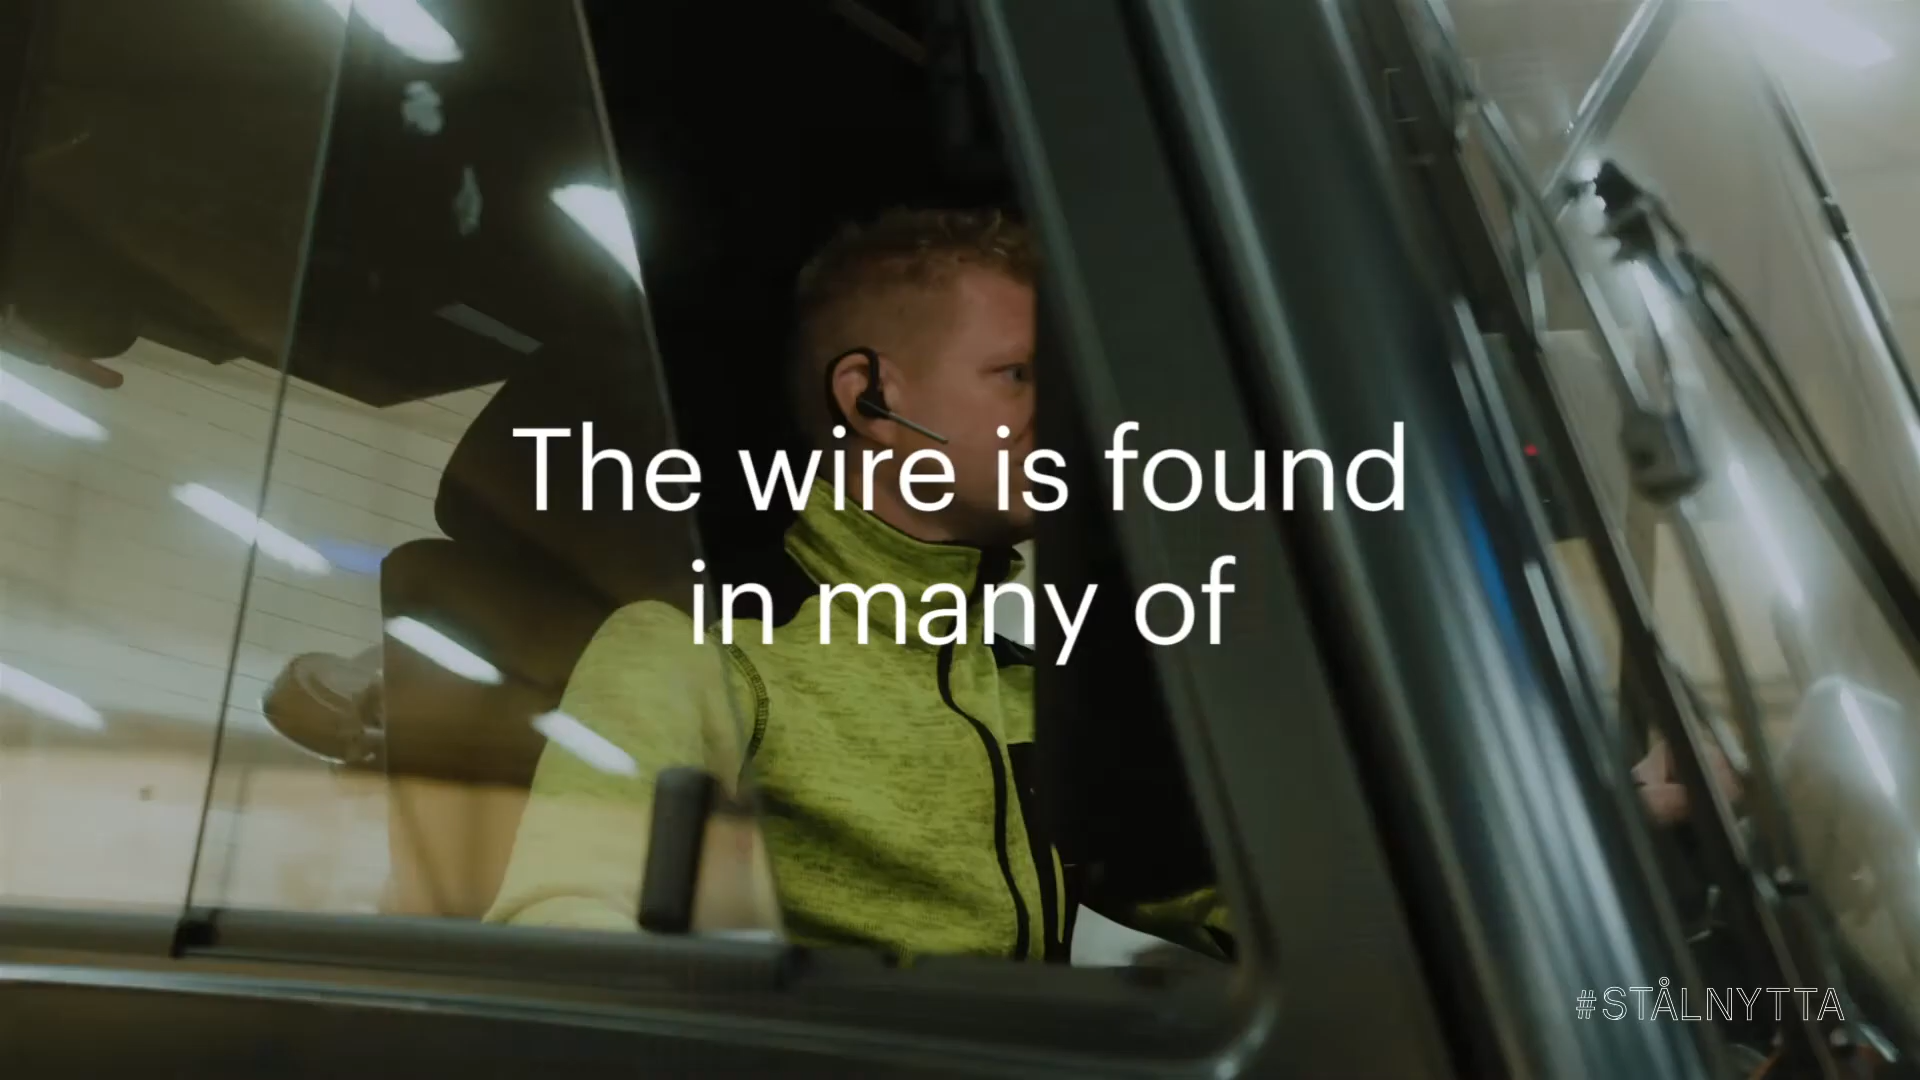 The wire is found
in many of
#STÅLNYTTA